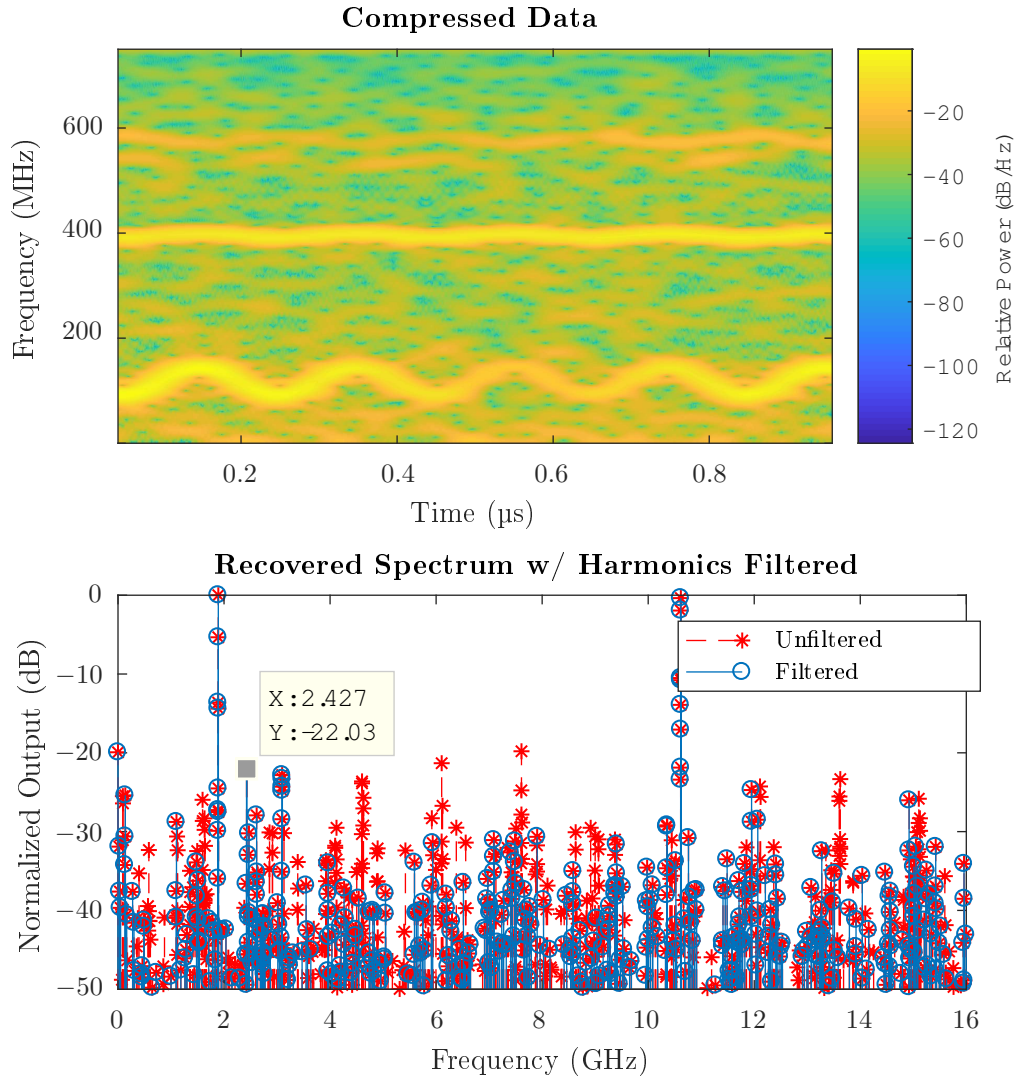 Compressed Data
Frequency (MHz)
600
400
200
0.2
0.4
0.6
0.8
Time (µs)
−20
−40
−60
−80
−100
−120
Relative Power (dB/Hz)
Recovered Spectrum w/ Harmonics Filtered
Normalized Output (dB)
0
−10
−20
−30
−40
−50
X:2.427
Y:−22.03
Unfiltered
Filtered
0
2
4
6
8
10
12
14
16
Frequency (GHz)